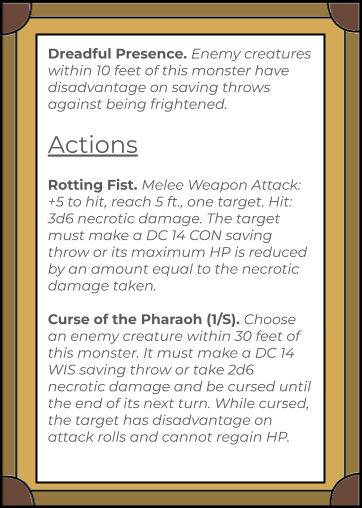 Dreadful Presence. Enemy creatures
within 10 feet of this monster have
disadvantage on saving throws
against being frightened.
Actions
Rotting Fist. Melee Weapon Attack:
+5 to hit, reach 5 ft., one target. Hit:
3d6 necrotic damage. The target
must make a DC 14 CON saving
throw or its maximum HP is reduced
by an amount equal to the necrotic
damage taken.
Curse of the Pharaoh (1/S). Choose
an enemy creature within 30 feet of
this monster. It must make a DC 14
WIS saving throw or take 2d6
necrotic damage and be cursed until
the end of its next turn. While cursed,
the target has disadvantage on
attack rolls and cannot regain HP.